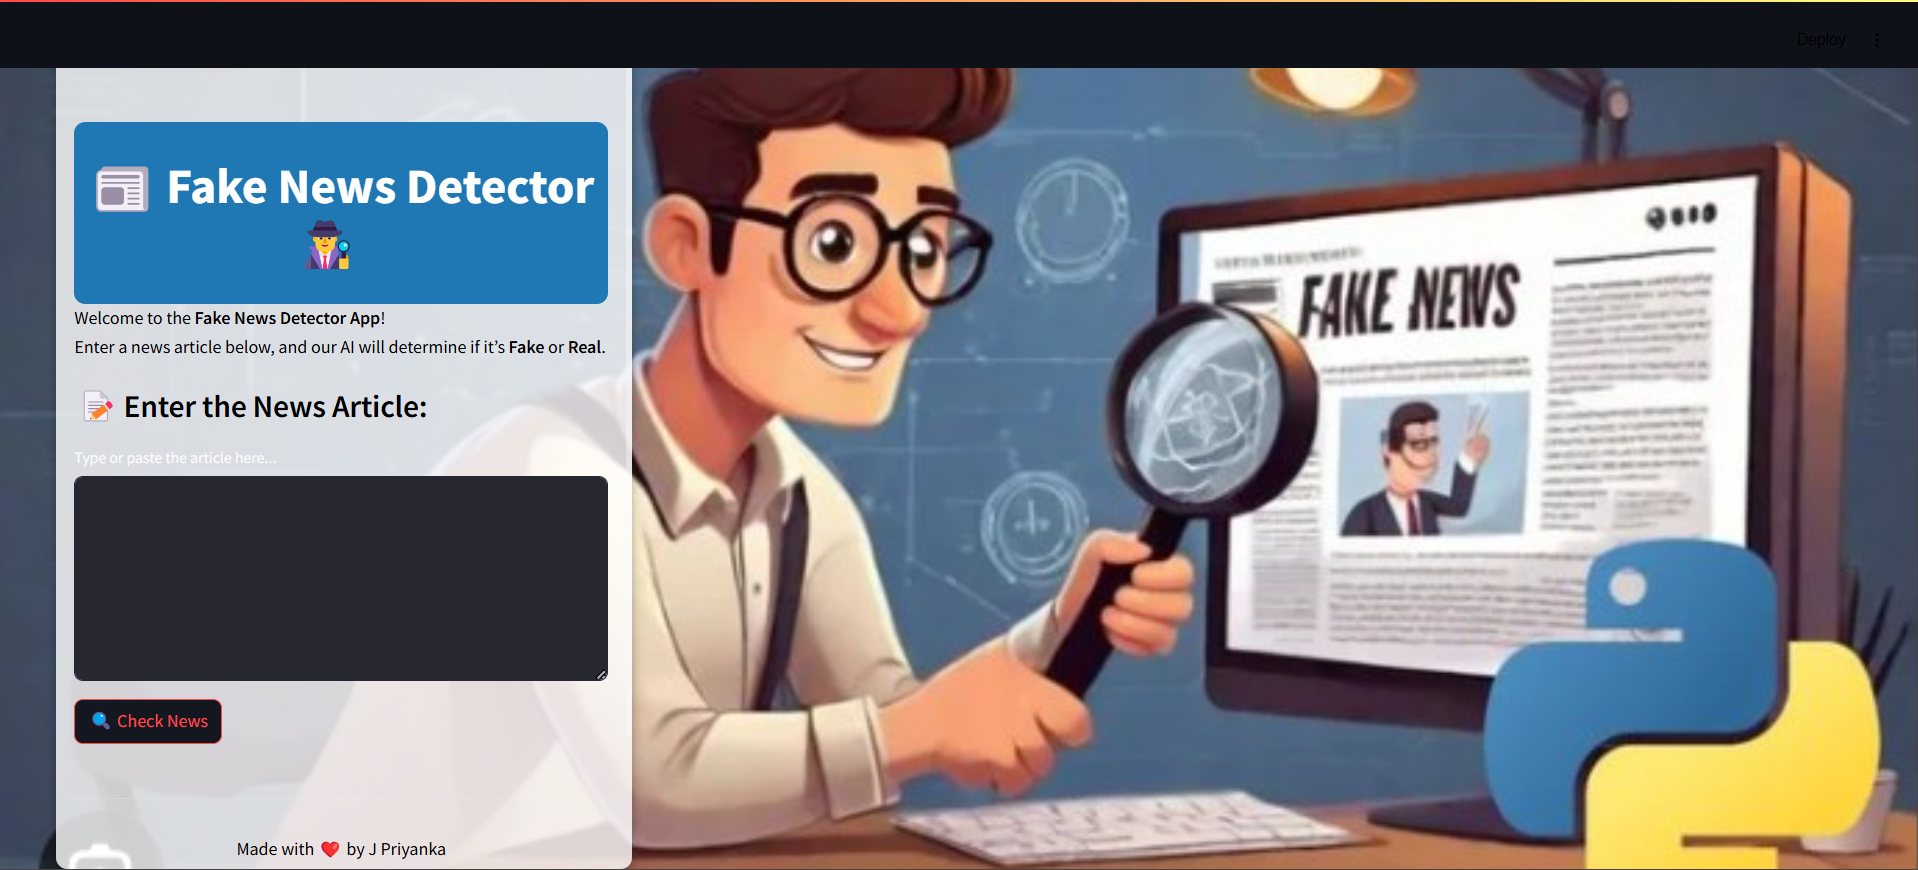 Deploy
Fake News Detector
Welcome to the Fake News Detector App!
Enter a news article below, and our AI will determine if it’s Fake or Real.
Enter the News Article:
Type or paste the article here...
Check News
Made with ❤️ by J Priyanka
FAKE NEWS